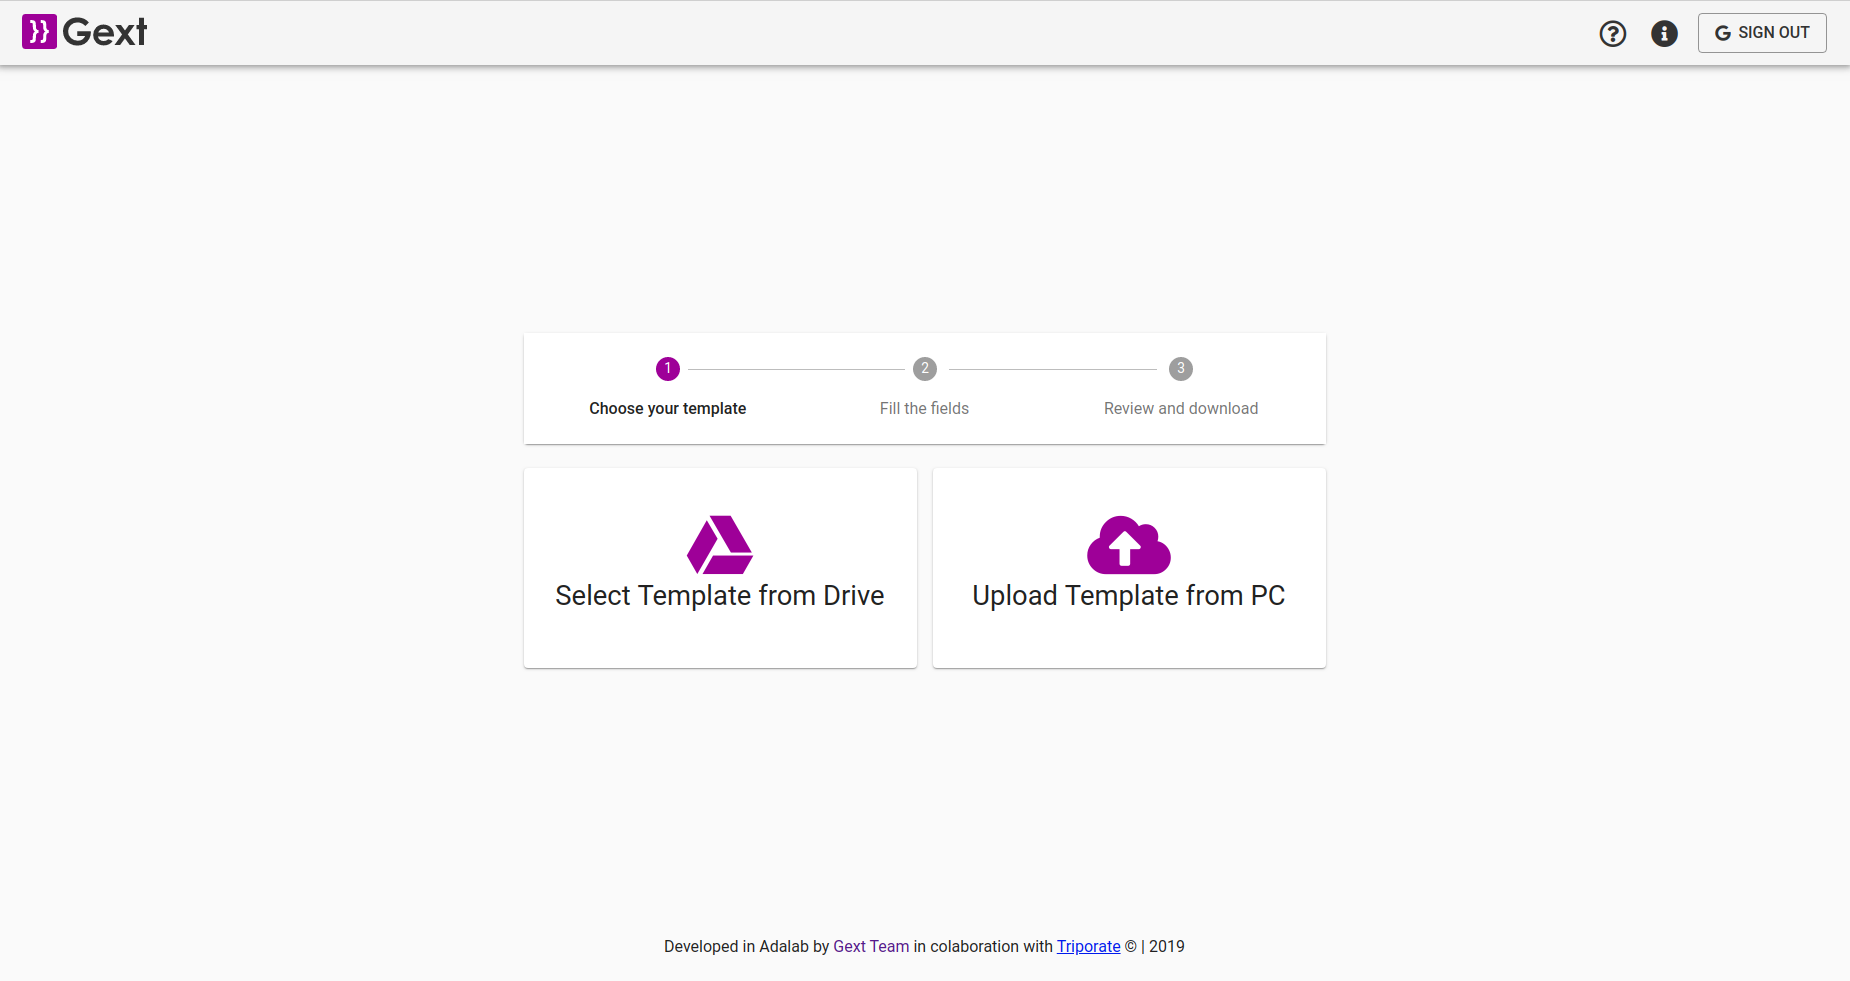 }} Gext
SIGN OUT
1 2 3
Choose your template Fill the fields Review and download
Select Template from Drive
Upload Template from PC
Developed in Adalab by Gext Team in colaboration with Triporate © | 2019